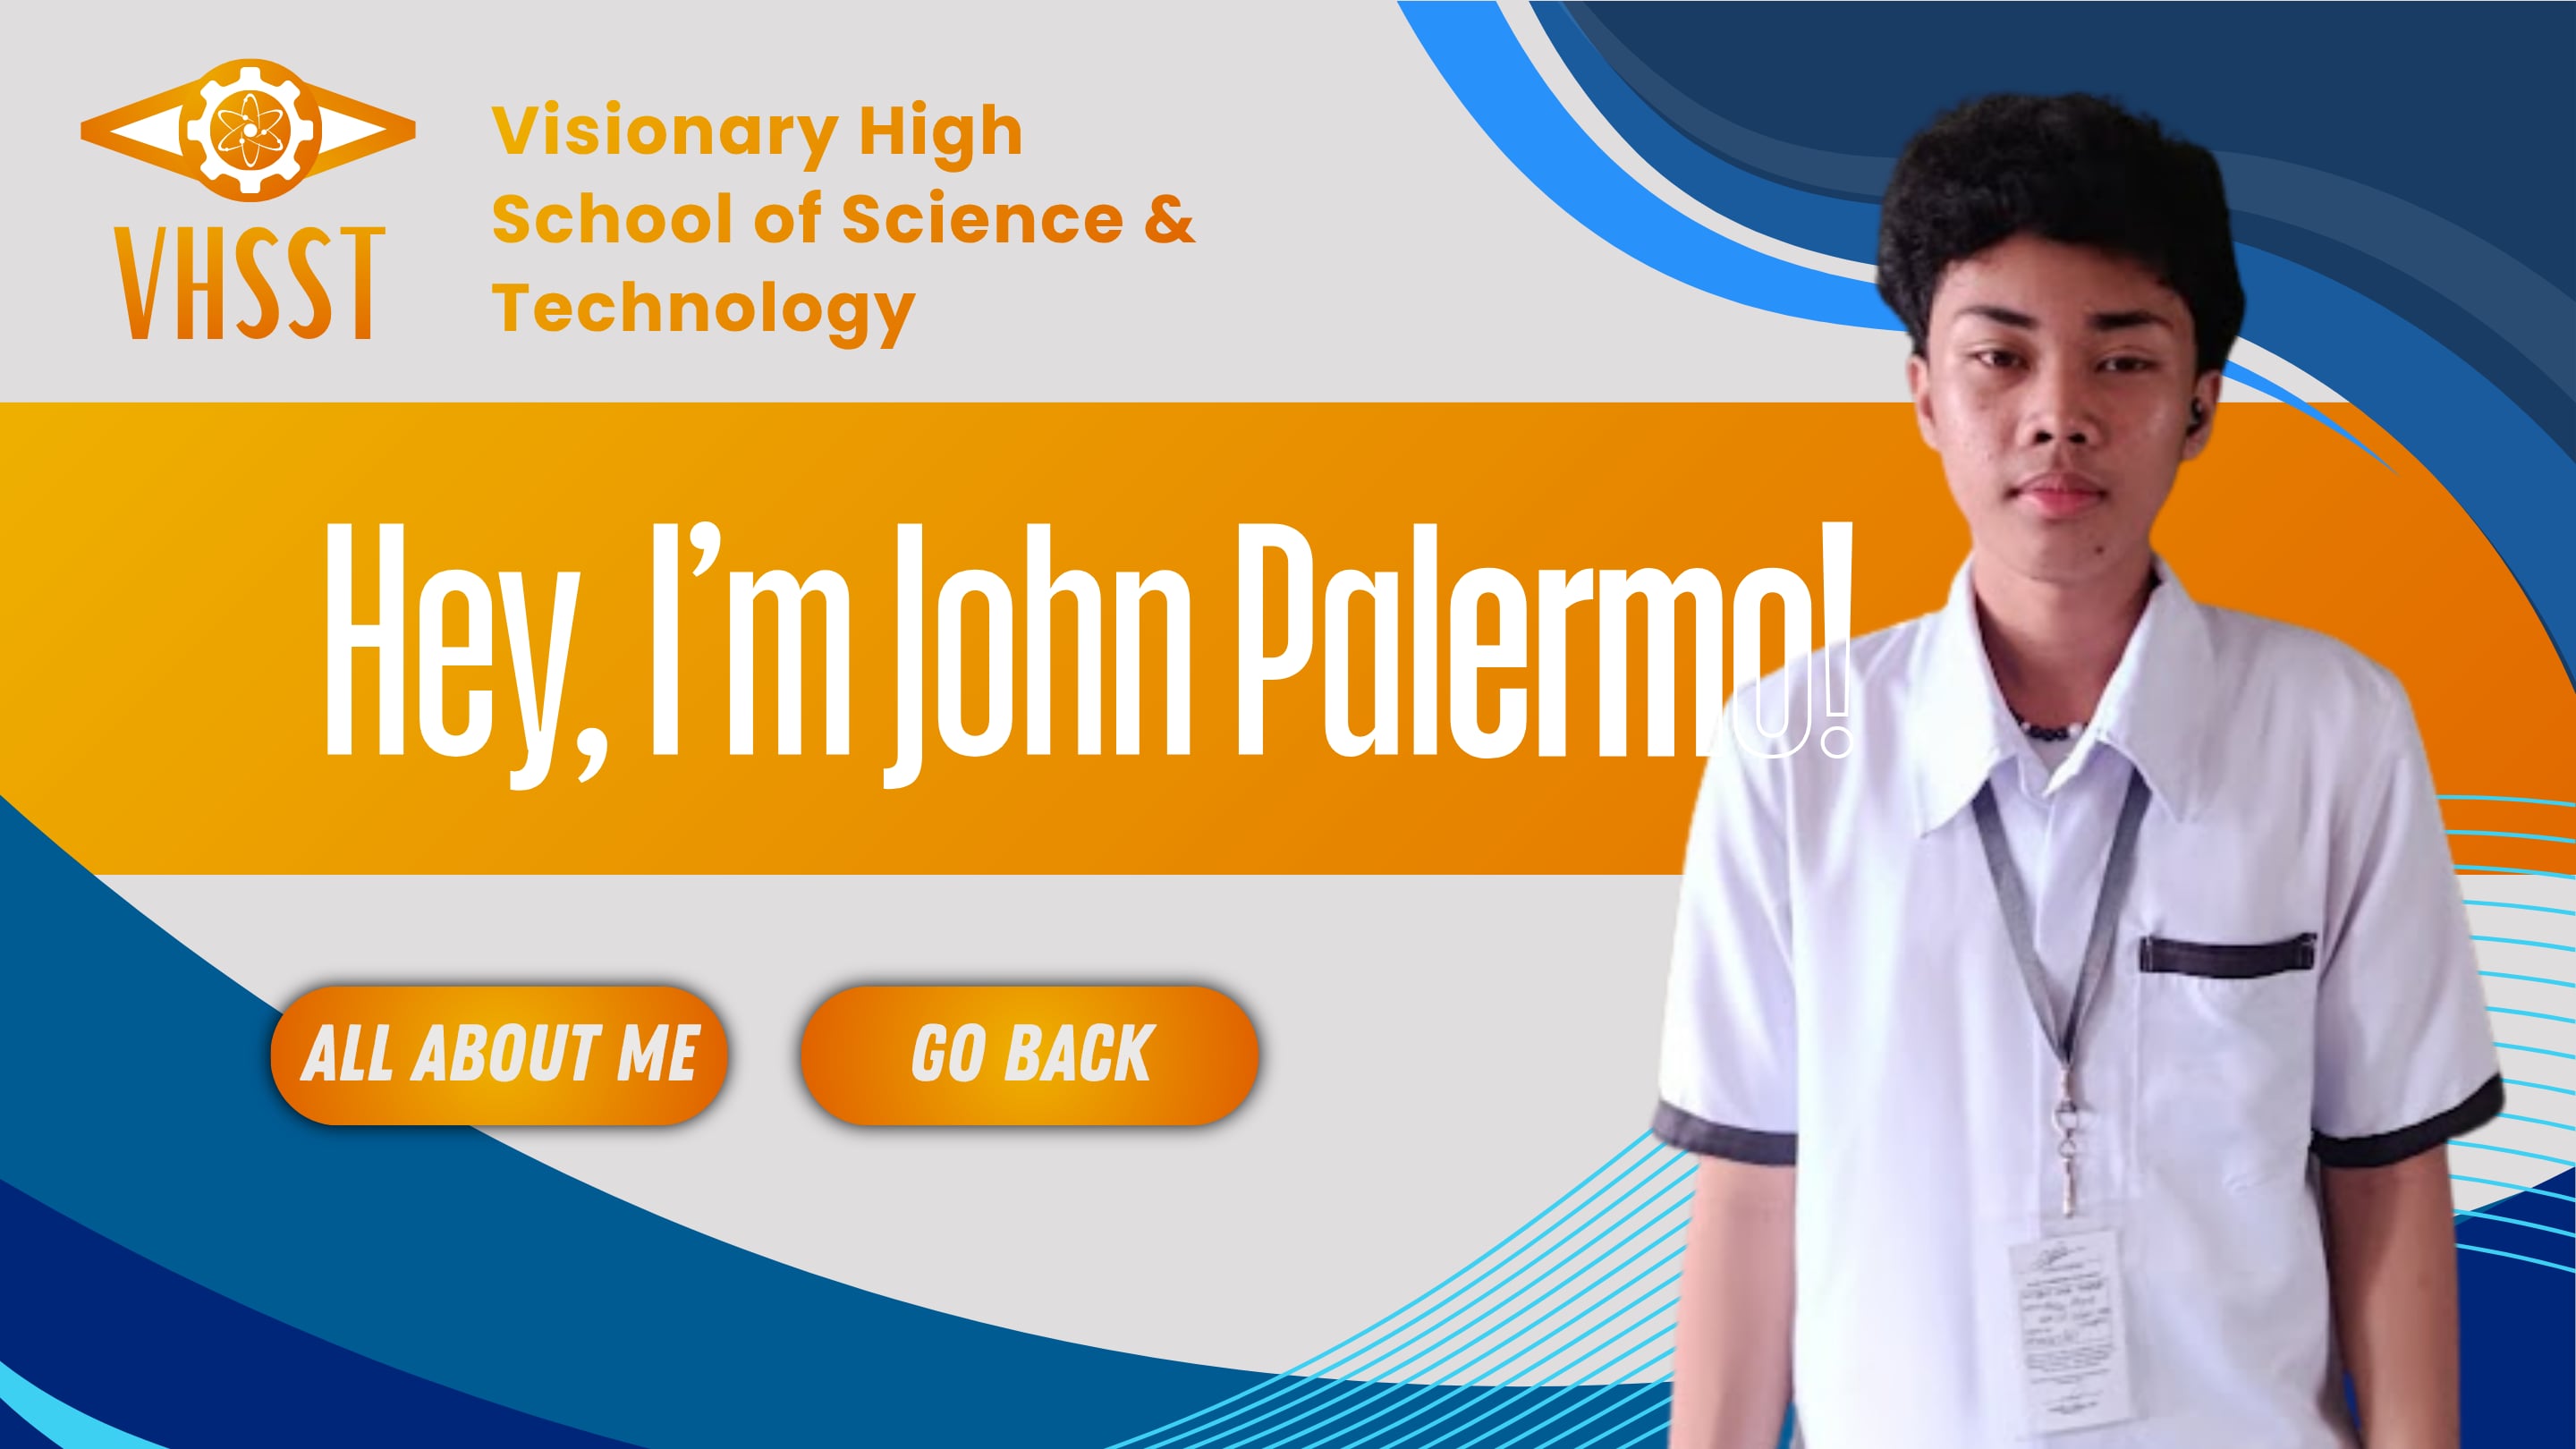 VHSST
Visionary High
School of Science &
Technology
Hey, I’m John Palermo!
ALL ABOUT ME
GO BACK